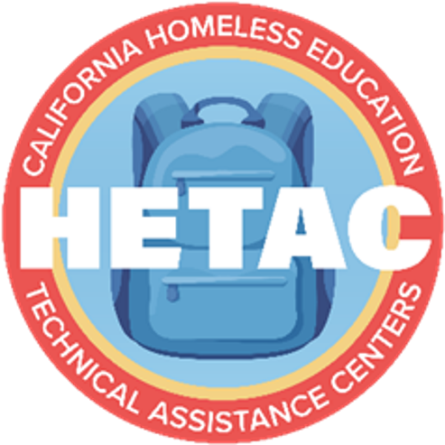 CALIFORNIA HOMELESS EDUCATION
HETAC
TECHNICAL ASSISTANCE CENTERS